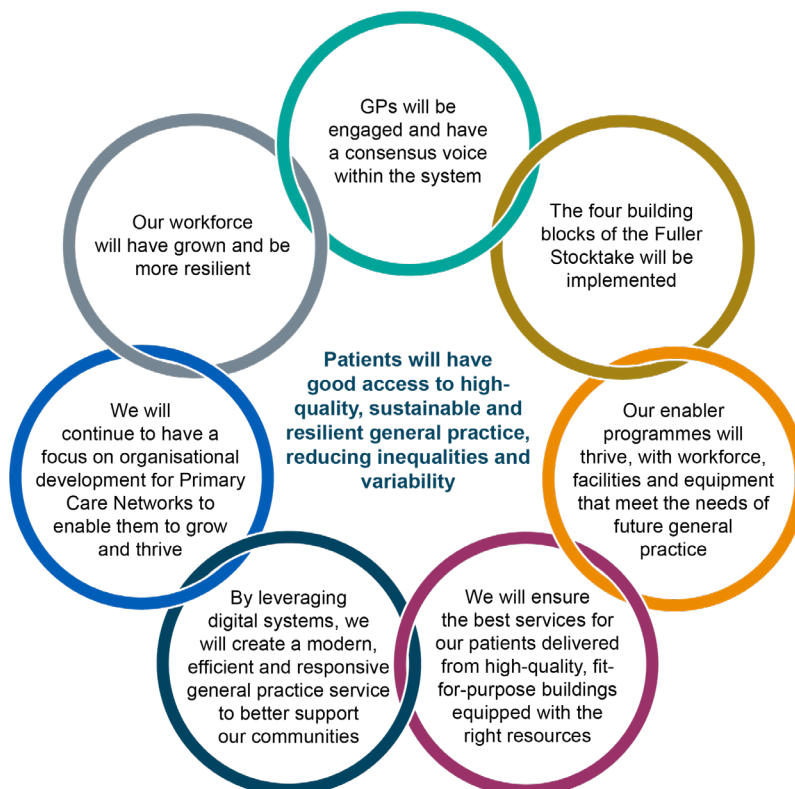 GPs will be
engaged and have
a consensus voice
within the system
The four building
blocks of the Fuller
Stocktake will be
implemented
Our enabler
programmes will
thrive, with workforce,
facilities and equipment
that meet the needs of
future general
practice
We will ensure
the best services for
our patients delivered
from high-quality, fit-
for-purpose buildings
equipped with the
right resources
By leveraging
digital systems, we
will create a modern,
efficient and responsive
general practice service
to better support
our communities
We will
continue to have a
focus on organisational
development for Primary
Care Networks to
enable them to grow
and thrive
Our workforce
will have grown and be
more resilient
Patients will have
good access to high-
quality, sustainable and
resilient general practice,
reducing inequalities and
variability